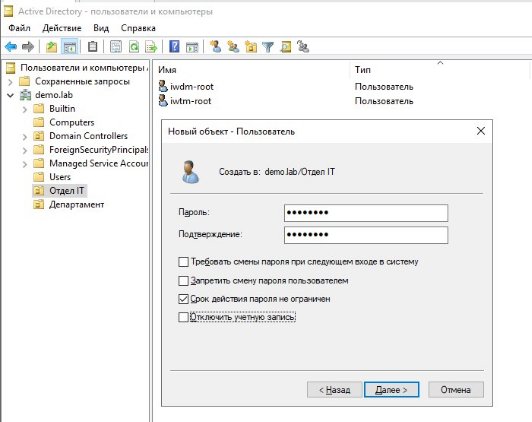 Active Directory - пользователи и компьютеры
Файл Действие Вид Справка
Пользователи и компьютеры
Сохраненные запросы
demo.lab
Builtin
Computers
Domain Controllers
ForeignSecurityPrincipals
Managed Service Accou
Users
Отдел IT
Департамент
Имя Тип
iwdm-root Пользователь
iwtm-root Пользователь
Новый объект - Пользователь
Создать в: demo.lab/Отдел IT
Пароль: ••••••••
Подтверждение: ••••••••
Требовать смены пароля при следующем входе в систему
Запретить смену пароля пользователем
Срок действия пароля не ограничен
Отключить учетную запись
< Назад Далее > Отмена